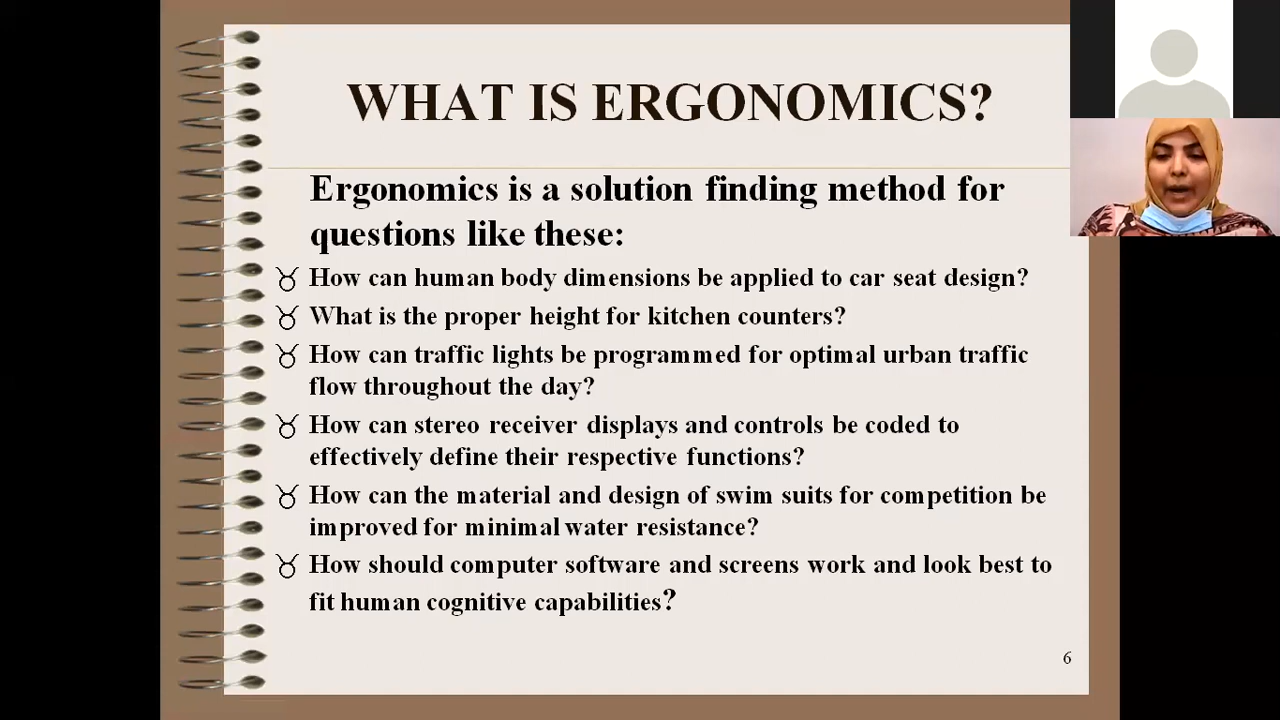 WHAT IS ERGONOMICS?
Ergonomics is a solution finding method for
questions like these:
How can human body dimensions be applied to car seat design?
What is the proper height for kitchen counters?
How can traffic lights be programmed for optimal urban traffic
flow throughout the day?
How can stereo receiver displays and controls be coded to
effectively define their respective functions?
How can the material and design of swim suits for competition be
improved for minimal water resistance?
How should computer software and screens work and look best to
fit human cognitive capabilities?
6